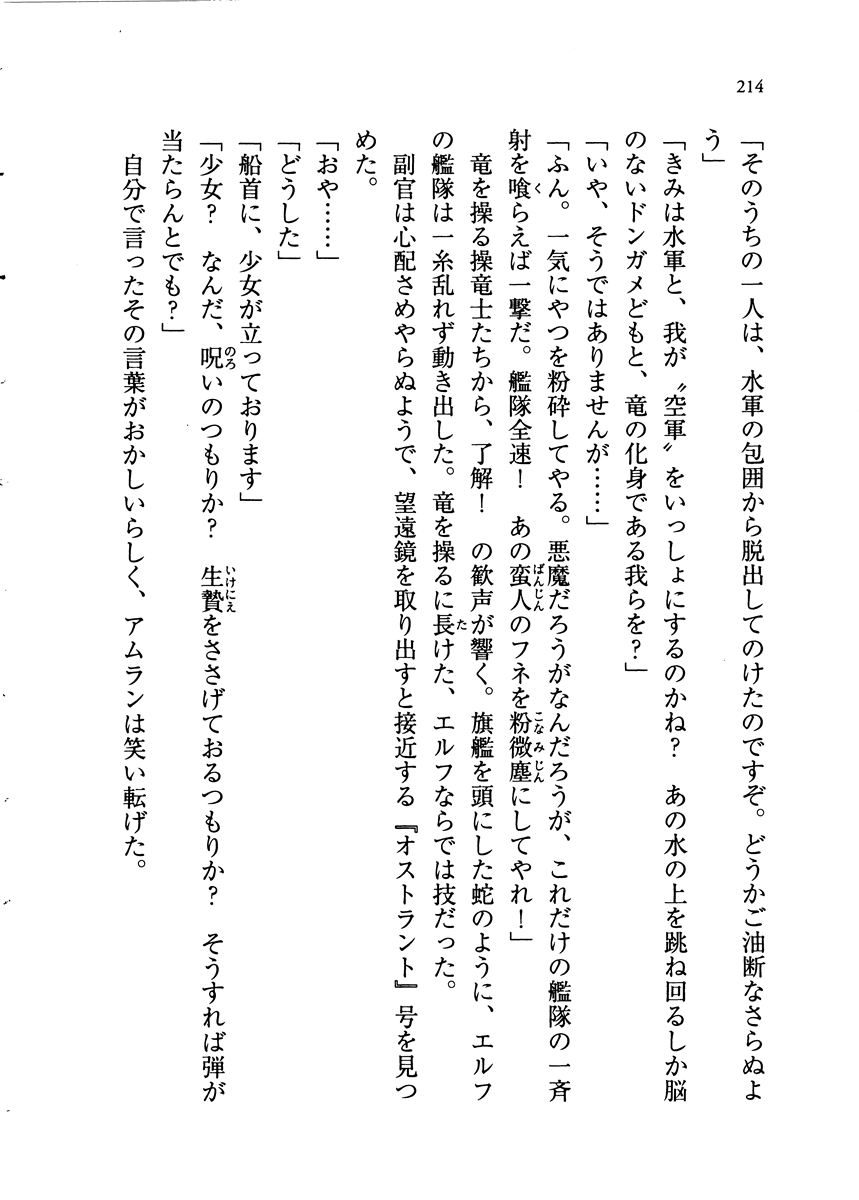 214
「そのうちの一人は、水軍の包囲から脱出してのけたのですぞ。どうかご油断なさらぬよ
う」
「きみは水軍と、我が〝空軍〟をいっしょにするのかね？　あの水の上を跳ね回るしか脳
のないドンガメどもと、竜の化身である我らを？」
「いや、そうではありませんが……」
「ふん。一気にやつを粉砕してやる。悪魔だろうがなんだろうが、これだけの艦隊の一斉
射を喰らえば一撃だ。艦隊全速！　あの蛮人のフネを粉微塵にしてやれ！」
　竜を操る操竜士たちから、了解！　の歓声が響く。旗艦を頭にした蛇のように、エルフ
の艦隊は一糸乱れず動き出した。竜を操るに長けた、エルフならでは技だった。
　副官は心配さめやらぬようで、望遠鏡を取り出すと接近する『オストラント』号を見つ
めた。
「おや……」
「どうした」
「船首に、少女が立っております」
「少女？　なんだ、呪いのつもりか？　生贄をささげておるつもりか？　そうすれば弾が
当たらんとでも？」
　自分で言ったその言葉がおかしいらしく、アムランは笑い転げた。